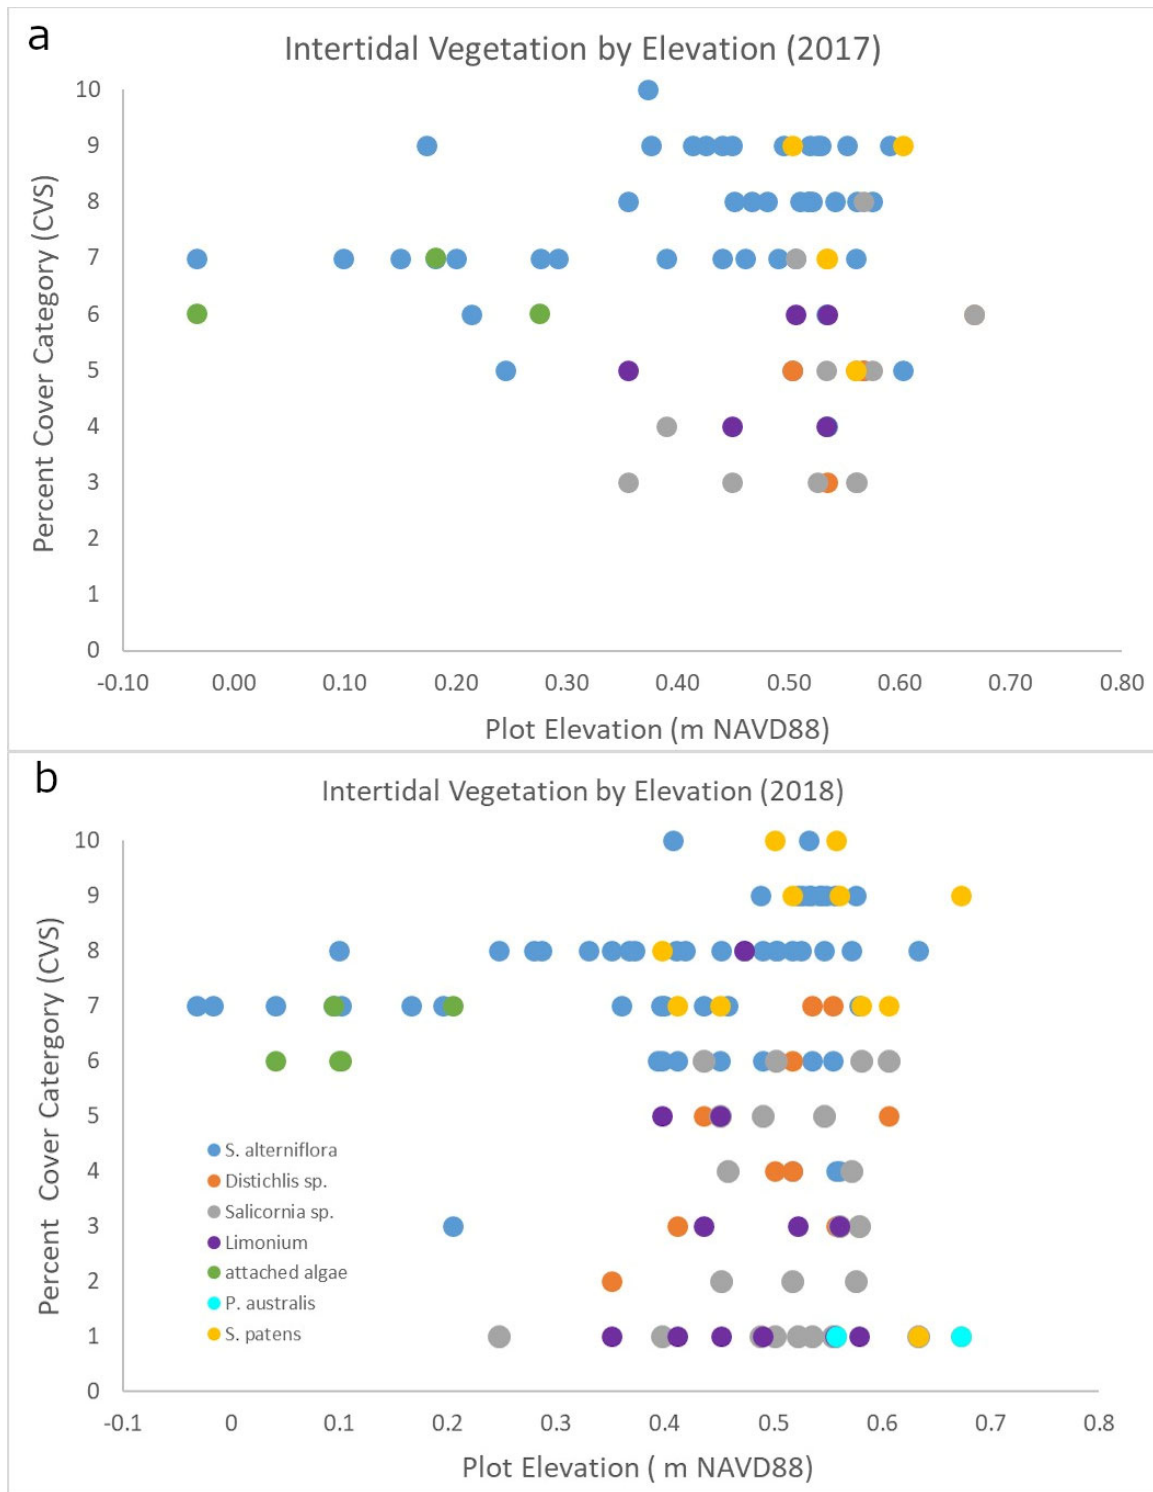 a
Intertidal Vegetation by Elevation (2017)
10
9
8
7
6
5
4
3
2
1
0
Percent Cover Category (CVS)
-0.10 0.00 0.10 0.20 0.30 0.40 0.50 0.60 0.70 0.80
Plot Elevation (m NAVD88)
b
Intertidal Vegetation by Elevation (2018)
10
9
8
7
6
5
4
3
2
1
0
Percent Cover Catergory (CVS)
S. alterniflora
Distichlis sp.
Salicornia sp.
Limonium
attached algae
P. australis
S. patens
-0.1 0 0.1 0.2 0.3 0.4 0.5 0.6 0.7 0.8
Plot Elevation ( m NAVD88)